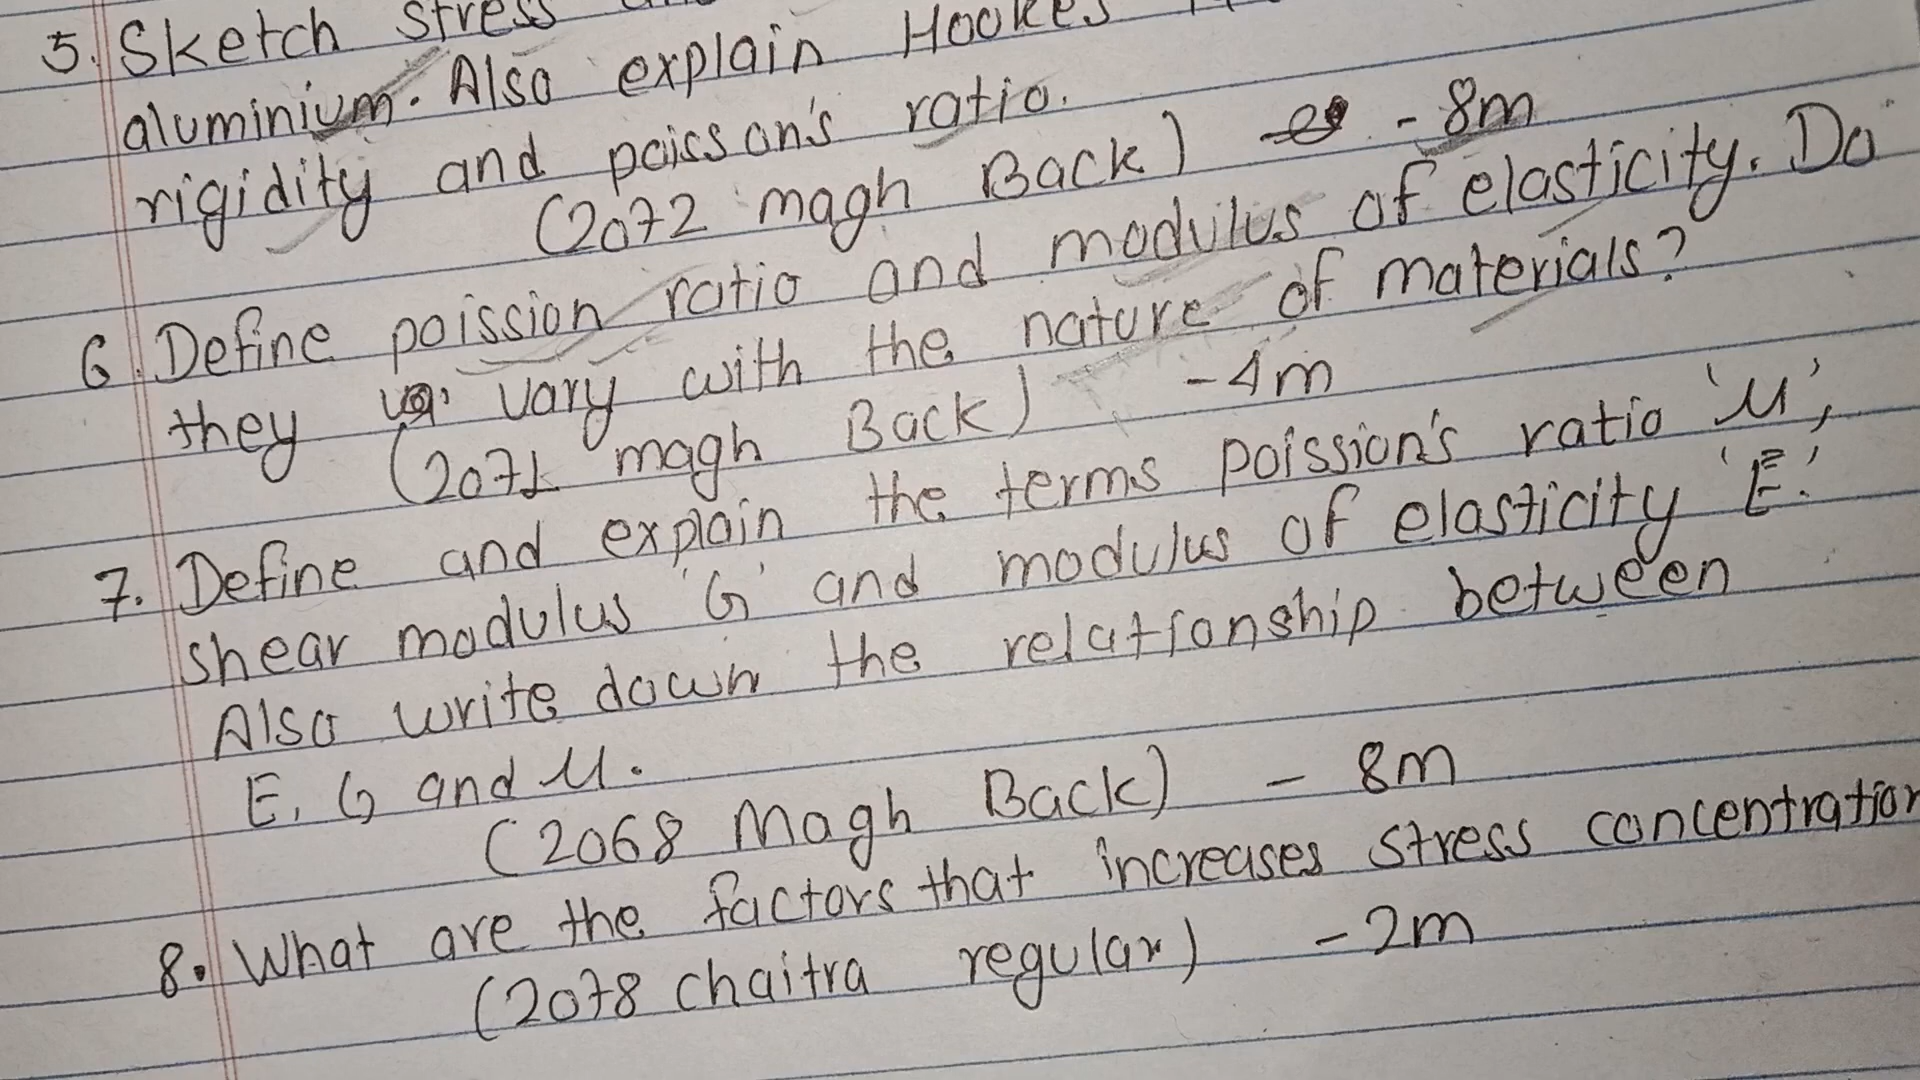 5. Sketch stress
aluminium. Also explain Hookes
rigidity and poissons's ratio.
(2072 magh Back) - 8m
6. Define poission ratio and modulus of elasticity. Do
they vary with the nature of materials?
(2071 magh Back) - 4m
7. Define and explain the terms poission's ratio 'μ',
shear modulus 'G' and modulus of elasticity 'E'.
Also write down the relationship between
E, G and μ.
(2068 Magh Back) - 8m
8. What are the factors that increases stress concentration
(2078 chaitra regular) - 2m